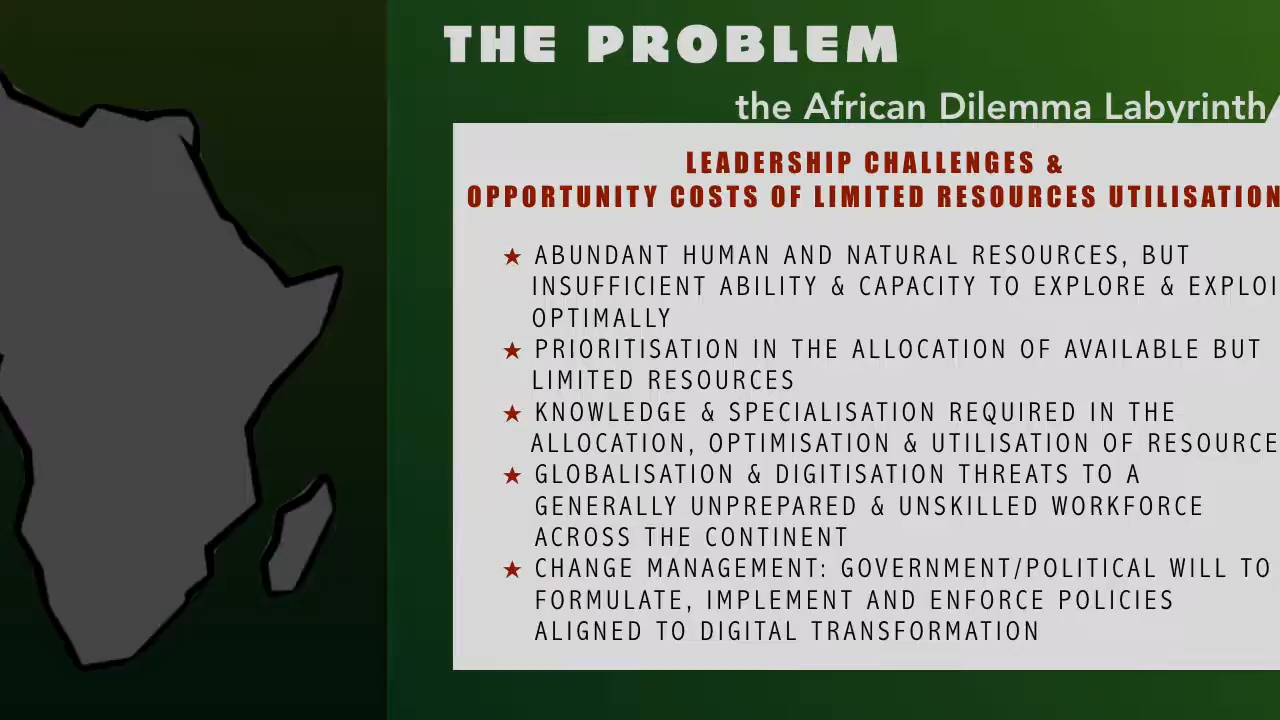 THE PROBLEM
the African Dilemma Labyrinth
LEADERSHIP CHALLENGES &
OPPORTUNITY COSTS OF LIMITED RESOURCES UTILISATION
★ ABUNDANT HUMAN AND NATURAL RESOURCES, BUT
INSUFFICIENT ABILITY & CAPACITY TO EXPLORE & EXPLOI
OPTIMALLY
★ PRIORITISATION IN THE ALLOCATION OF AVAILABLE BUT
LIMITED RESOURCES
★ KNOWLEDGE & SPECIALISATION REQUIRED IN THE
ALLOCATION, OPTIMISATION & UTILISATION OF RESOURCE
★ GLOBALISATION & DIGITISATION THREATS TO A
GENERALLY UNPREPARED & UNSKILLED WORKFORCE
ACROSS THE CONTINENT
★ CHANGE MANAGEMENT: GOVERNMENT/POLITICAL WILL TO
FORMULATE, IMPLEMENT AND ENFORCE POLICIES
ALIGNED TO DIGITAL TRANSFORMATION